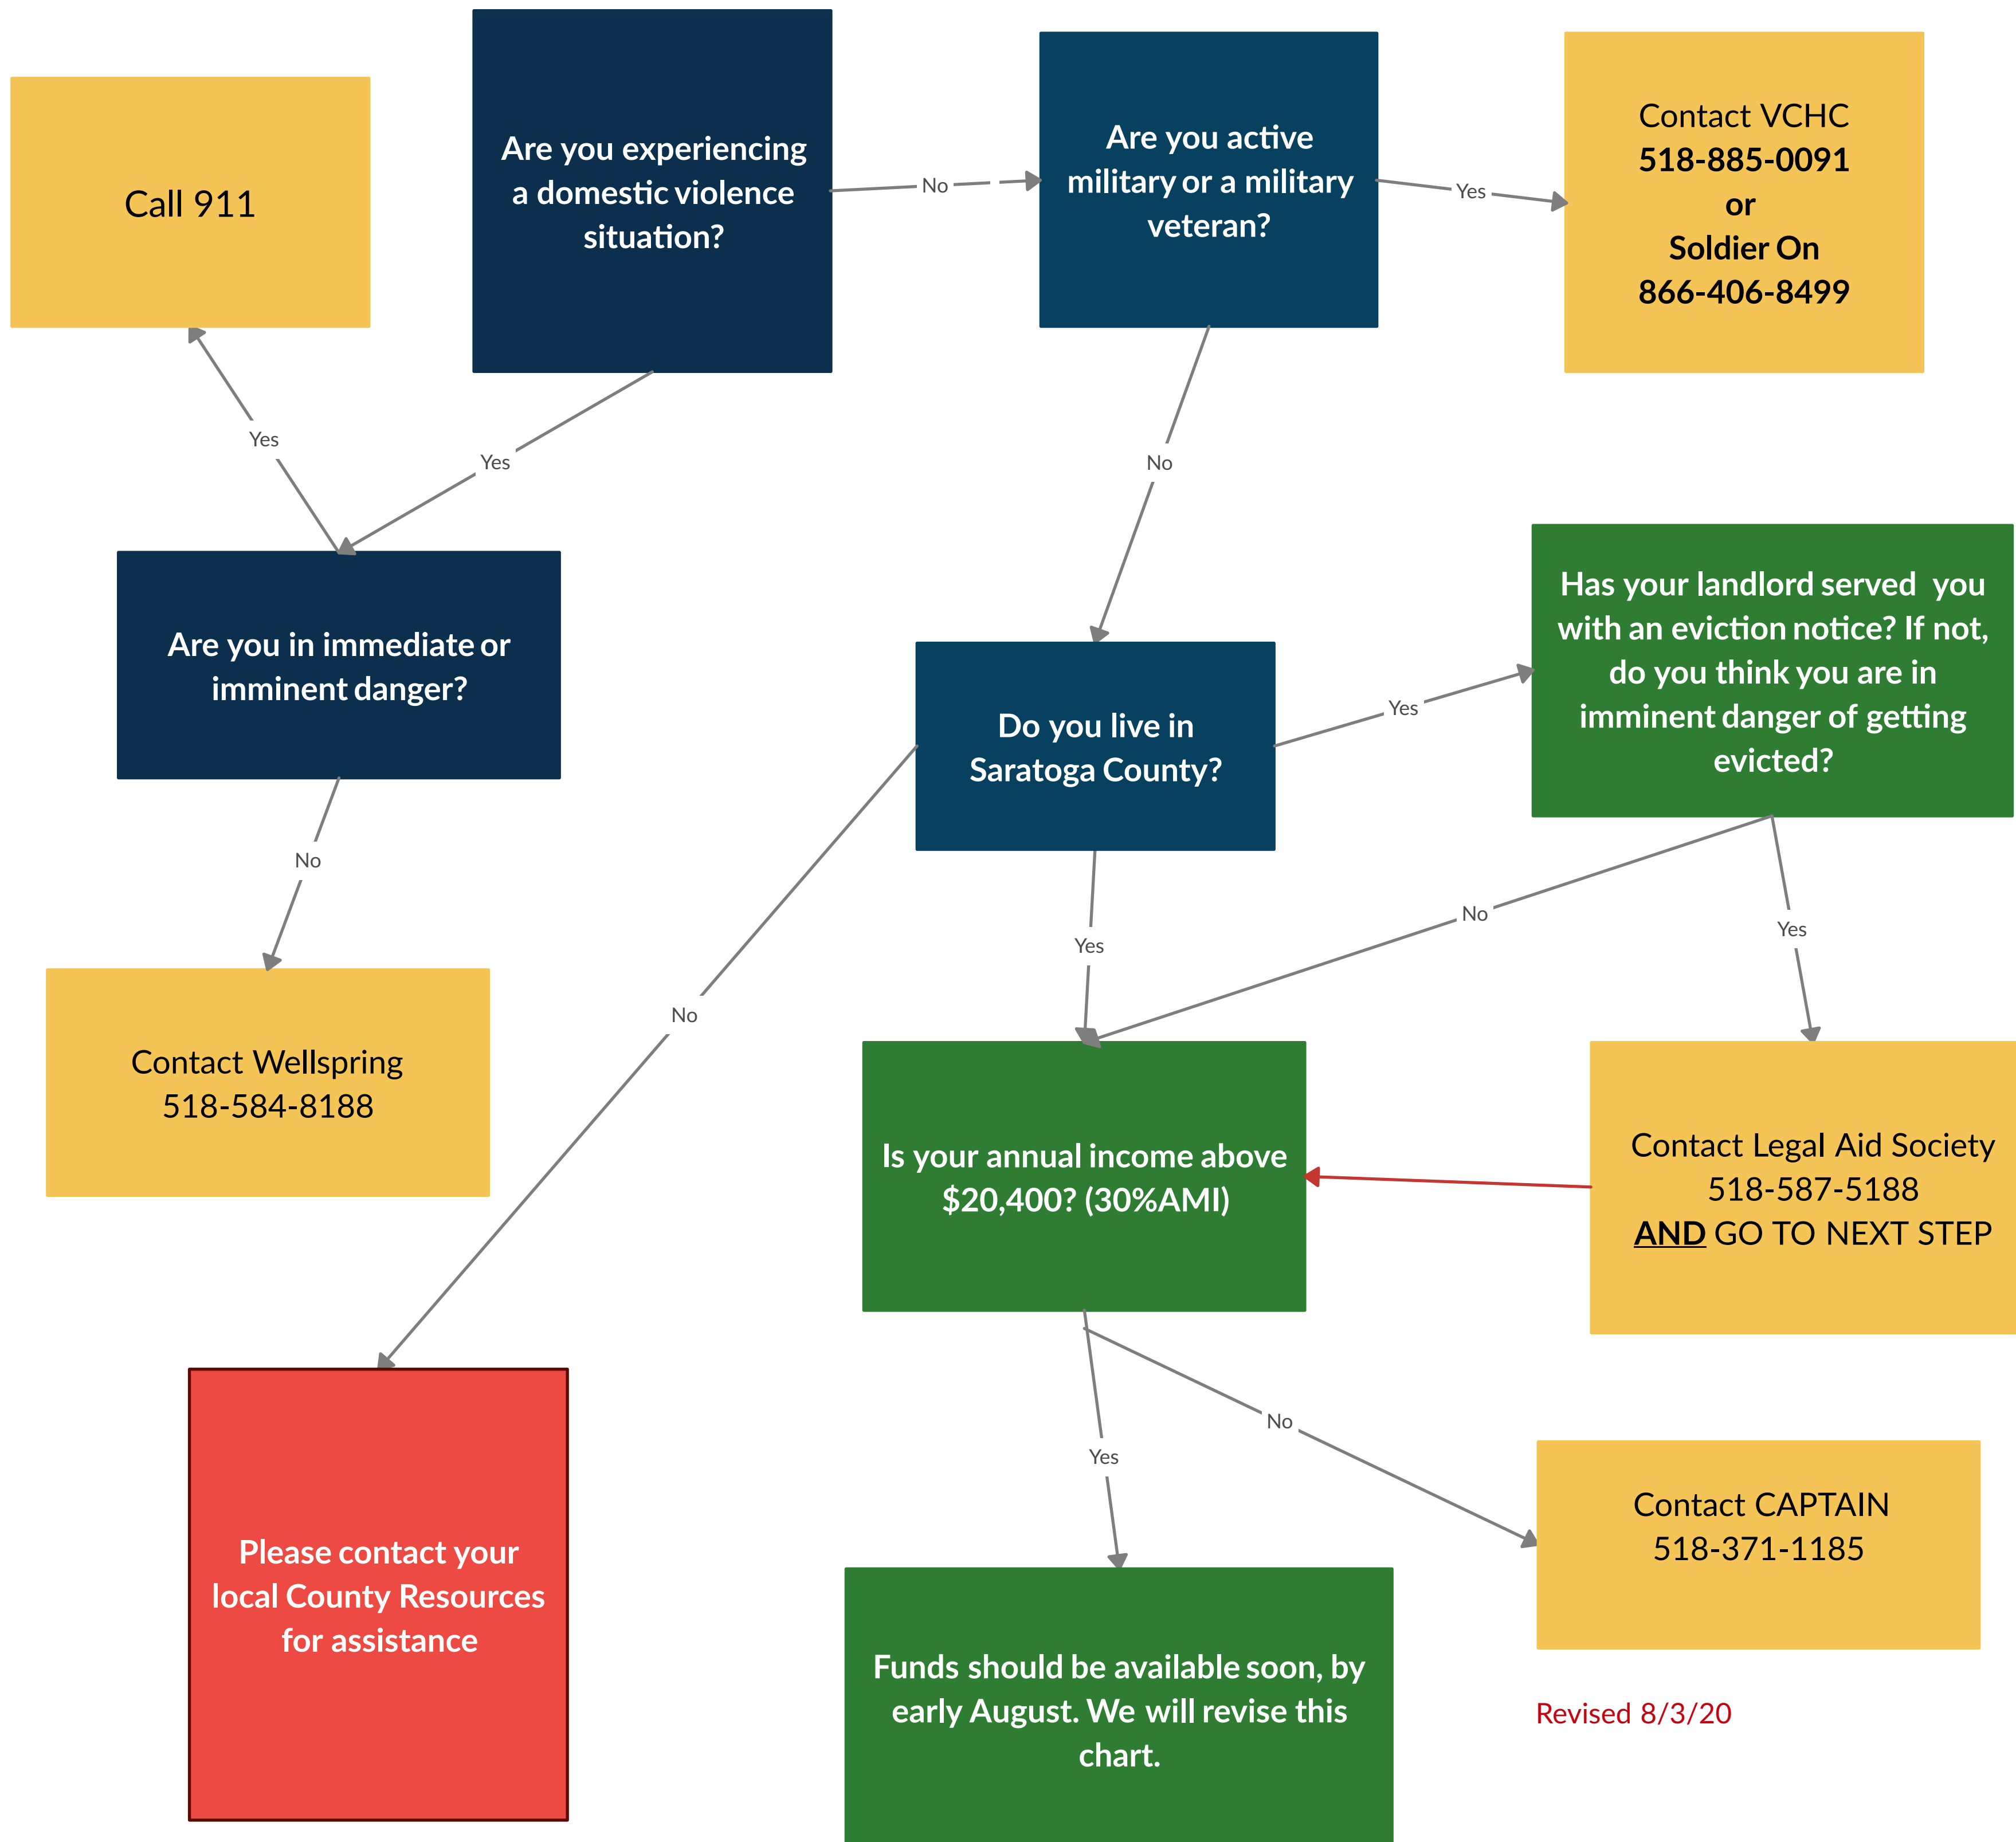 Call 911
Are you experiencing
a domestic violence
situation?
No
Are you active
military or a military
veteran?
Yes
Contact VCHC
518-885-0091
or
Soldier On
866-406-8499
Yes
Yes
No
Are you in immediate or
imminent danger?
Do you live in
Saratoga County?
Yes
Has your landlord served you
with an eviction notice? If not,
do you think you are in
imminent danger of getting
evicted?
No
No
Yes
No
Yes
Contact Wellspring
518-584-8188
Is your annual income above
$20,400? (30%AMI)
Contact Legal Aid Society
518-587-5188
AND GO TO NEXT STEP
Yes
No
Please contact your
local County Resources
for assistance
Funds should be available soon, by
early August. We will revise this
chart.
Contact CAPTAIN
518-371-1185
Revised 8/3/20